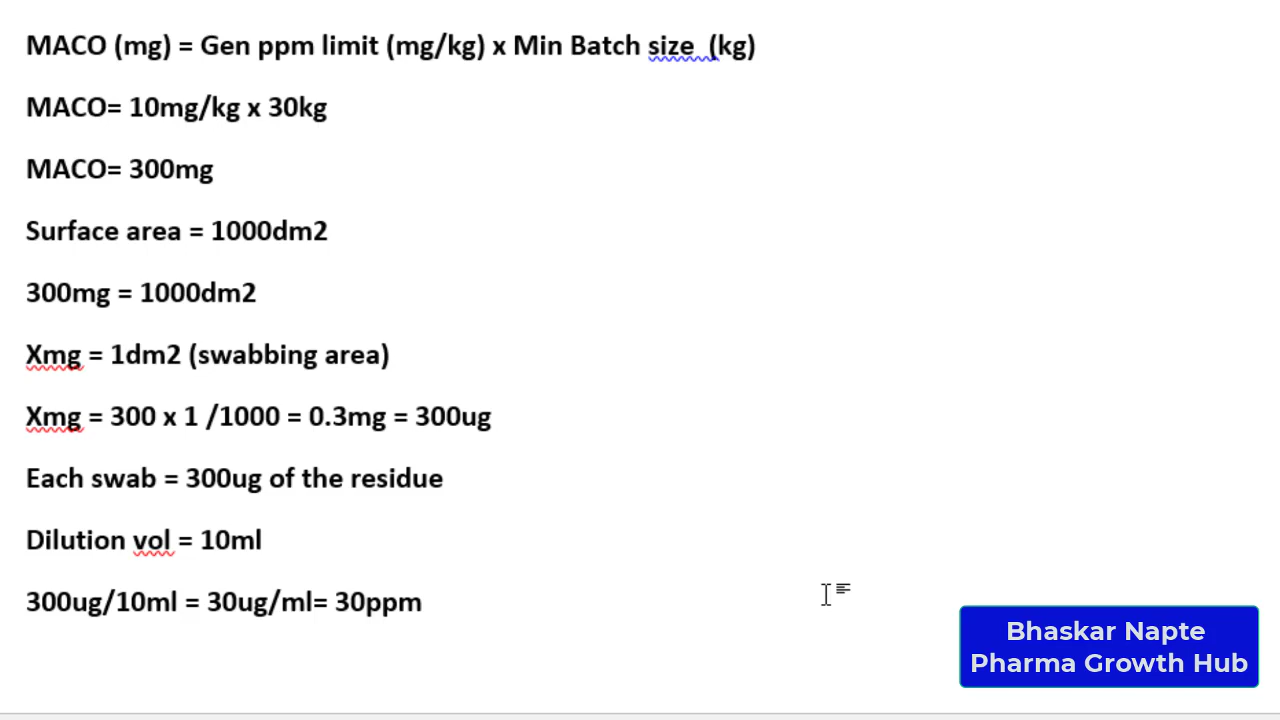 MACO (mg) = Gen ppm limit (mg/kg) x Min Batch size  (kg)
MACO= 10mg/kg x 30kg
MACO= 300mg
Surface area = 1000dm2
300mg = 1000dm2
Xmg = 1dm2 (swabbing area)
Xmg = 300 x 1 /1000 = 0.3mg = 300ug
Each swab = 300ug of the residue
Dilution vol = 10ml
300ug/10ml = 30ug/ml= 30ppm
Bhaskar Napte
Pharma Growth Hub